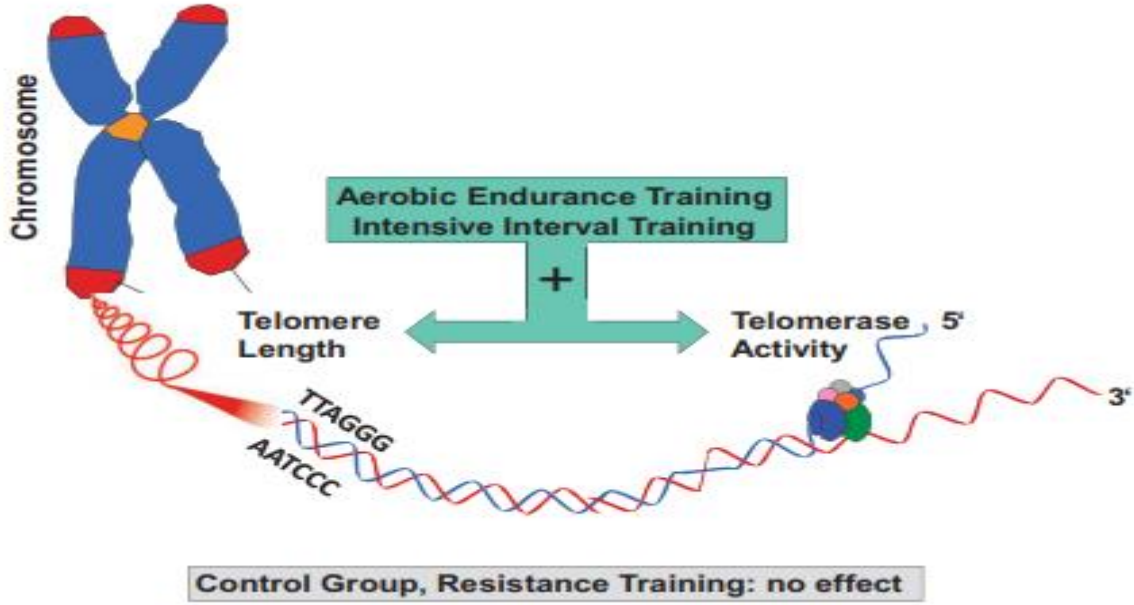 Chromosome
Aerobic Endurance Training
Intensive Interval Training
+
Telomere
Length
Telomerase
Activity
5‘
3‘
TTAGGG
AATCCC
Control Group, Resistance Training: no effect